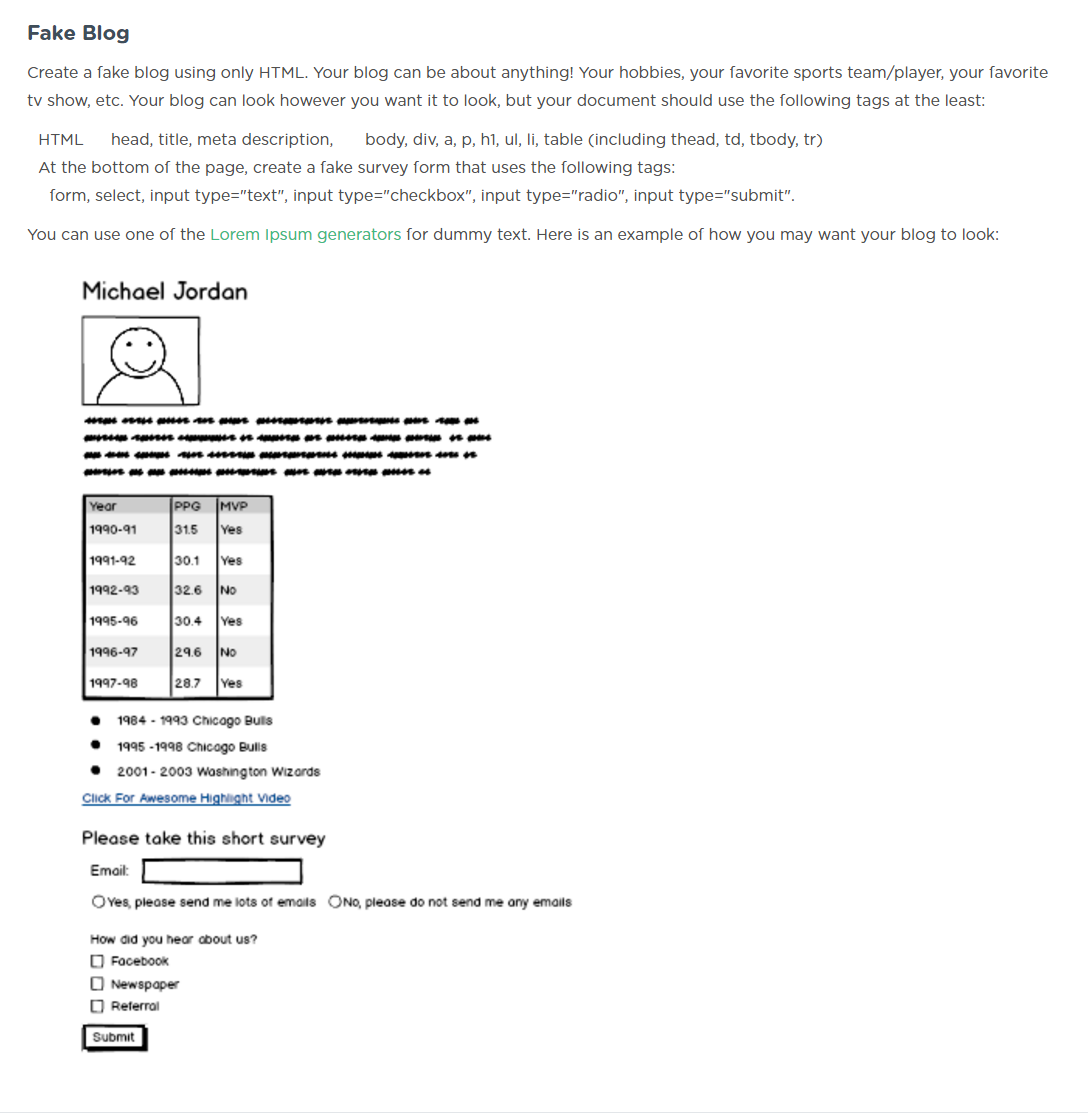 Fake Blog
Create a fake blog using only HTML. Your blog can be about anything! Your hobbies, your favorite sports team/player, your favorite
tv show, etc. Your blog can look however you want it to look, but your document should use the following tags at the least:
HTML head, title, meta description, body, div, a, p, h1, ul, li, table (including thead, td, tbody, tr)
At the bottom of the page, create a fake survey form that uses the following tags:
form, select, input type="text", input type="checkbox", input type="radio", input type="submit".
You can use one of the Lorem Ipsum generators for dummy text. Here is an example of how you may want your blog to look:
Michael Jordan
Year PPG MVP
1990-91 31.5 Yes
1991-92 30.1 Yes
1992-93 32.6 No
1995-96 30.4 Yes
1996-97 29.6 No
1997-98 28.7 Yes
1984 - 1993 Chicago Bulls
1995 -1998 Chicago Bulls
2001 - 2003 Washington Wizards
Click For Awesome Highlight Video
Please take this short survey
Email:
Yes, please send me lots of emails No, please do not send me any emails
How did you hear about us?
Facebook
Newspaper
Referral
Submit